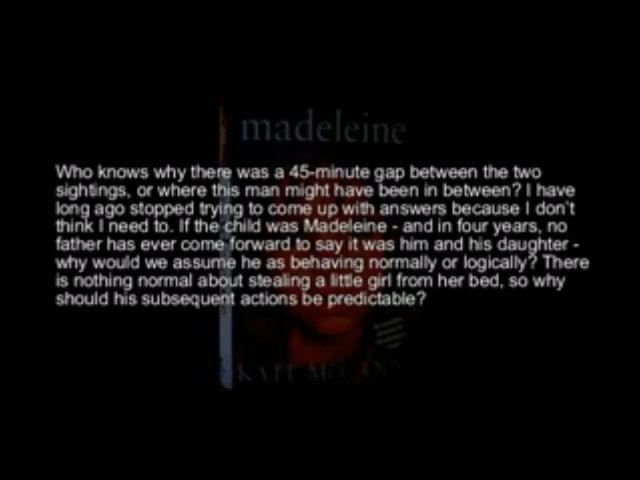 madeleine
Who knows why there was a 45-minute gap between the two
sightings, or where this man might have been in between? I have
long ago stopped trying to come up with answers because I don't
think I need to. If the child was Madeleine - and in four years, no
father has ever come forward to say it was him and his daughter -
why would we assume he as behaving normally or logically? There
is nothing normal about stealing a little girl from her bed, so why
should his subsequent actions be predictable?
KATE MCCANN